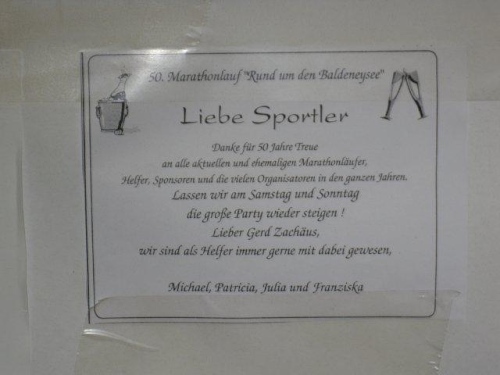 50. Marathonlauf "Rund um den Baldeneysee"
Liebe Sportler
Danke für 50 Jahre Treue
an alle aktuellen und ehemaligen Marathonläufer,
Helfer, Sponsoren und die vielen Organisatoren in den ganzen Jahren.
Lassen wir am Samstag und Sonntag
die große Party wieder steigen !
Lieber Gerd Zachäus,
wir sind als Helfer immer gerne mit dabei gewesen,
Michael, Patricia, Julia und Franziska